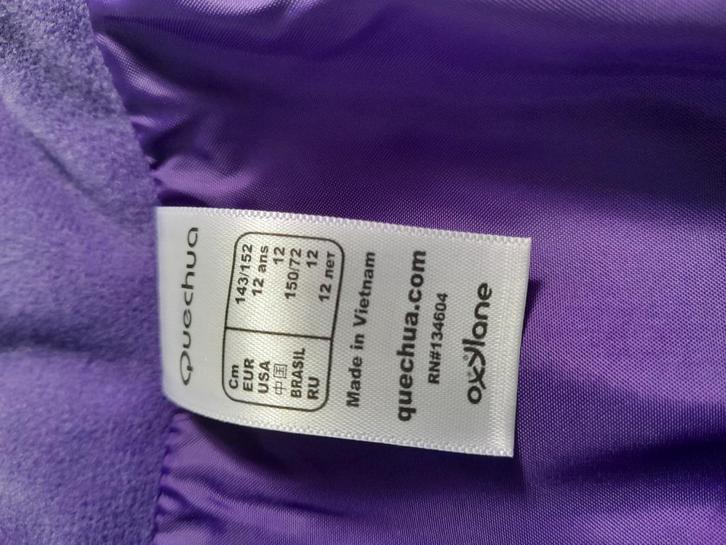 Quechua
Cm 143/152
EUR 12 ans
USA 12
中国 150/72
BRASIL 12
RU 12 лет
Made in Vietnam
quechua.com
RN#134604
oxylane